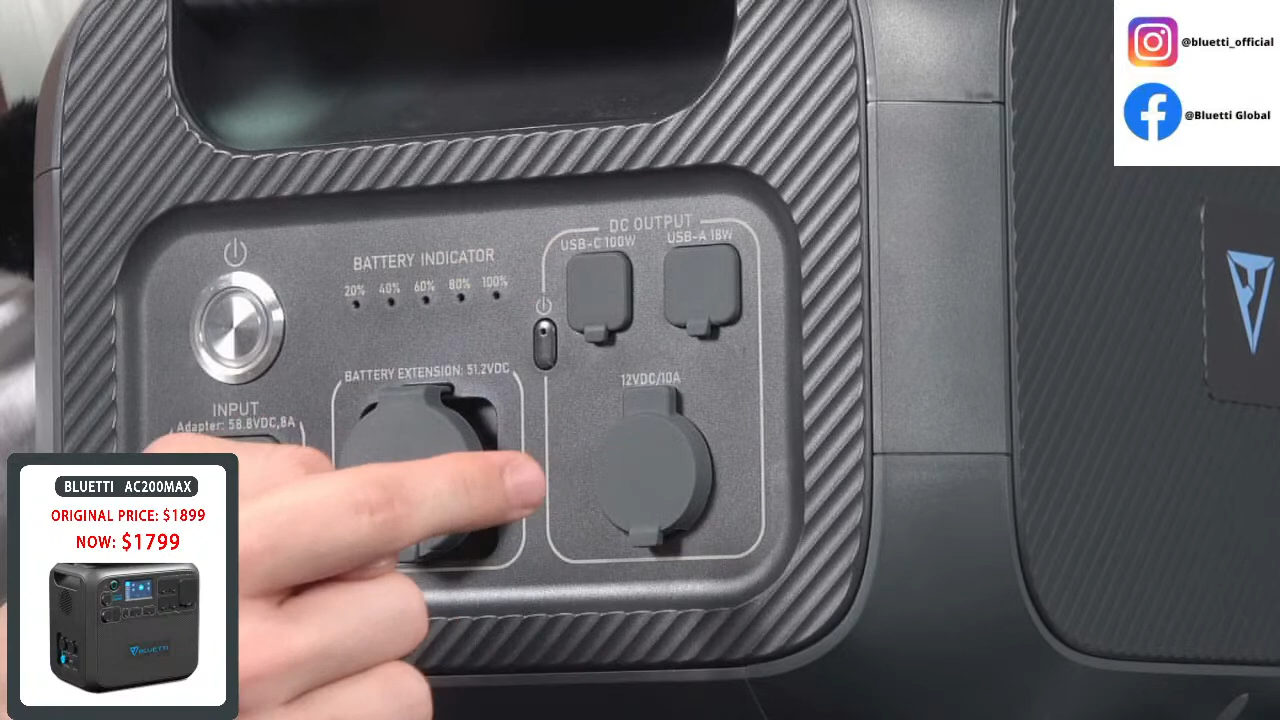 @bluetti_official
@Bluetti Global
DC OUTPUT
USB-C 100W
USB-A 18W
BATTERY INDICATOR
20% 40% 60% 80% 100%
BATTERY EXTENSION: 51.2VDC
12VDC/10A
INPUT
Adapter: 58.8VDC,8A
BLUETTI AC200MAX
ORIGINAL PRICE: $1899
NOW: $1799
BLUETTI